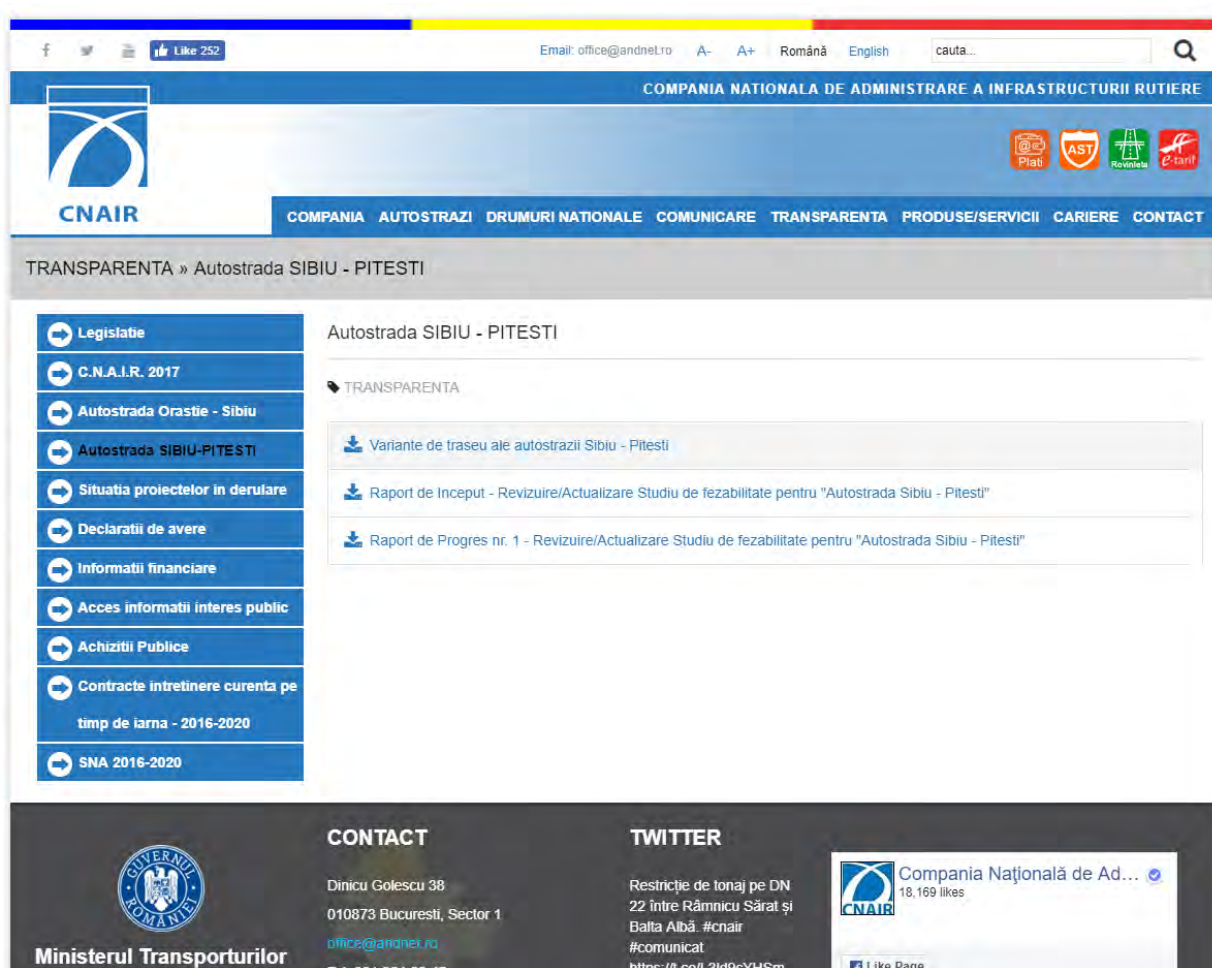 Like 252
Email: office@andnet.ro A- A+ Română English cauta...
COMPANIA NATIONALA DE ADMINISTRARE A INFRASTRUCTURII RUTIERE
Plati AST Rovinieta e-tarif
CNAIR
COMPANIA AUTOSTRAZI DRUMURI NATIONALE COMUNICARE TRANSPARENTA PRODUSE/SERVICII CARIERE CONTACT
TRANSPARENTA » Autostrada SIBIU - PITESTI
Legislatie
C.N.A.I.R. 2017
Autostrada Orastie - Sibiu
Autostrada SIBIU-PITESTI
Situatia proiectelor in derulare
Declaratii de avere
Informatii financiare
Acces informatii interes public
Achizitii Publice
Contracte intretinere curenta pe
timp de iarna - 2016-2020
SNA 2016-2020
Autostrada SIBIU - PITESTI
TRANSPARENTA
Variante de traseu ale autostrazii Sibiu - Pitesti
Raport de Inceput - Revizuire/Actualizare Studiu de fezabilitate pentru "Autostrada Sibiu - Pitesti"
Raport de Progres nr. 1 - Revizuire/Actualizare Studiu de fezabilitate pentru "Autostrada Sibiu - Pitesti"
GUVERNUL ROMÂNIEI
Ministerul Transporturilor
CONTACT
Dinicu Golescu 38
010873 Bucuresti, Sector 1
office@andnet.ro
TWITTER
Restricție de tonaj pe DN
22 între Râmnicu Sărat și
Balta Albă. #cnair
#comunicat
CNAIR
Compania Naţională de Ad...
18,169 likes
Like Page